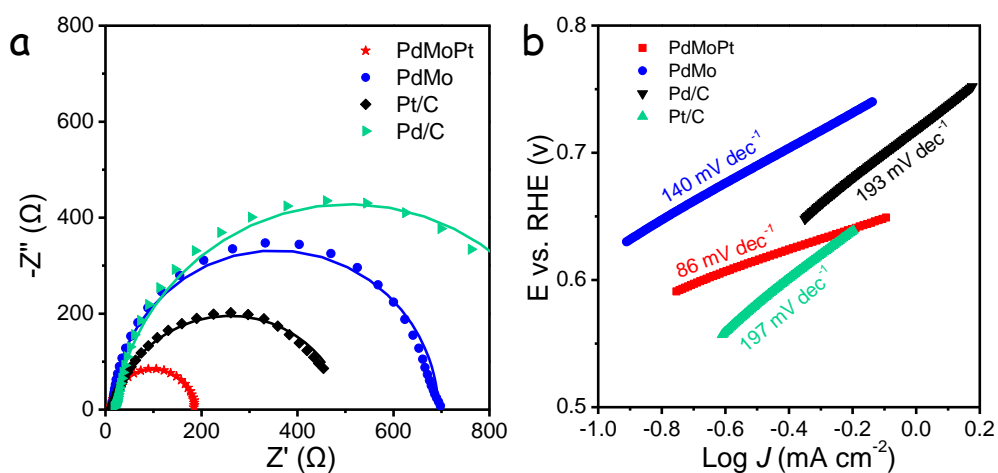 a
800
600
400
200
0
-Z" (Ω)
0 200 400 600 800
Z' (Ω)
PdMoPt
PdMo
Pt/C
Pd/C
b
0.8
0.7
0.6
0.5
E vs. RHE (v)
-1.0 -0.8 -0.6 -0.4 -0.2 0.0 0.2
Log J (mA cm-2)
PdMoPt
PdMo
Pd/C
Pt/C
140 mV dec-1
193 mV dec-1
86 mV dec-1
197 mV dec-1